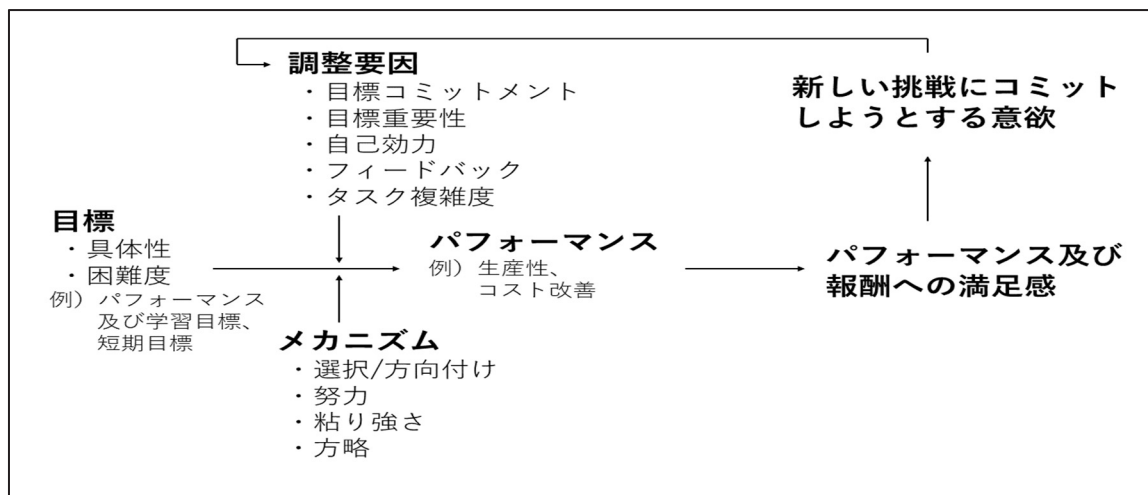 調整要因
・目標コミットメント
・目標重要性
・自己効力
・フィードバック
・タスク複雑度
目標
・具体性
・困難度
例）パフォーマンス
及び学習目標、
短期目標
メカニズム
・選択/方向付け
・努力
・粘り強さ
・方略
パフォーマンス
例）生産性、
コスト改善
パフォーマンス及び
報酬への満足感
新しい挑戦にコミット
しようとする意欲